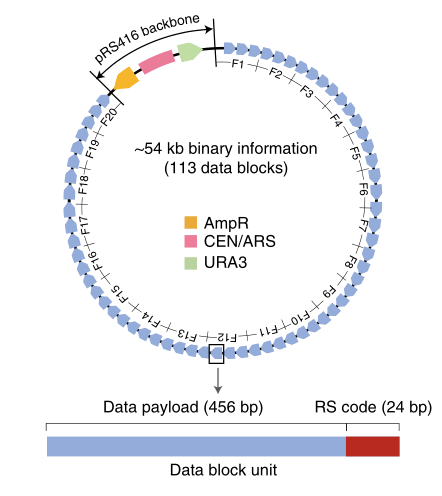 pRS416 backbone
F1
F2
F3
F4
F5
F6
F7
F8
F9
F10
F11
F12
F13
F14
F15
F16
F17
F18
F19
F20
~54 kb binary information
(113 data blocks)
AmpR
CEN/ARS
URA3
Data payload (456 bp) RS code (24 bp)
Data block unit